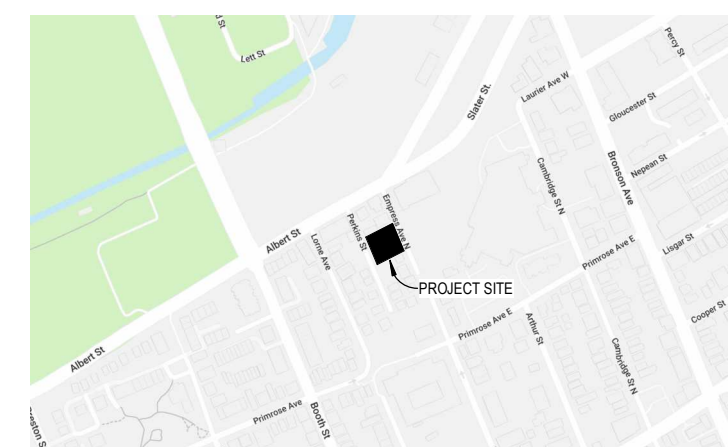 Lett St
Percy St
Slater St.
Laurier Ave W
Gloucester St
Bronson Ave
Nepean St
Cambridge St N
Empress Ave N
Perkins St
Albert St
Lorne Ave
Lisgar St
Primrose Ave E
PROJECT SITE
Cooper St
Primrose Ave E
Arthur St
Albert St
Cambridge St N
Primrose Ave
Booth St